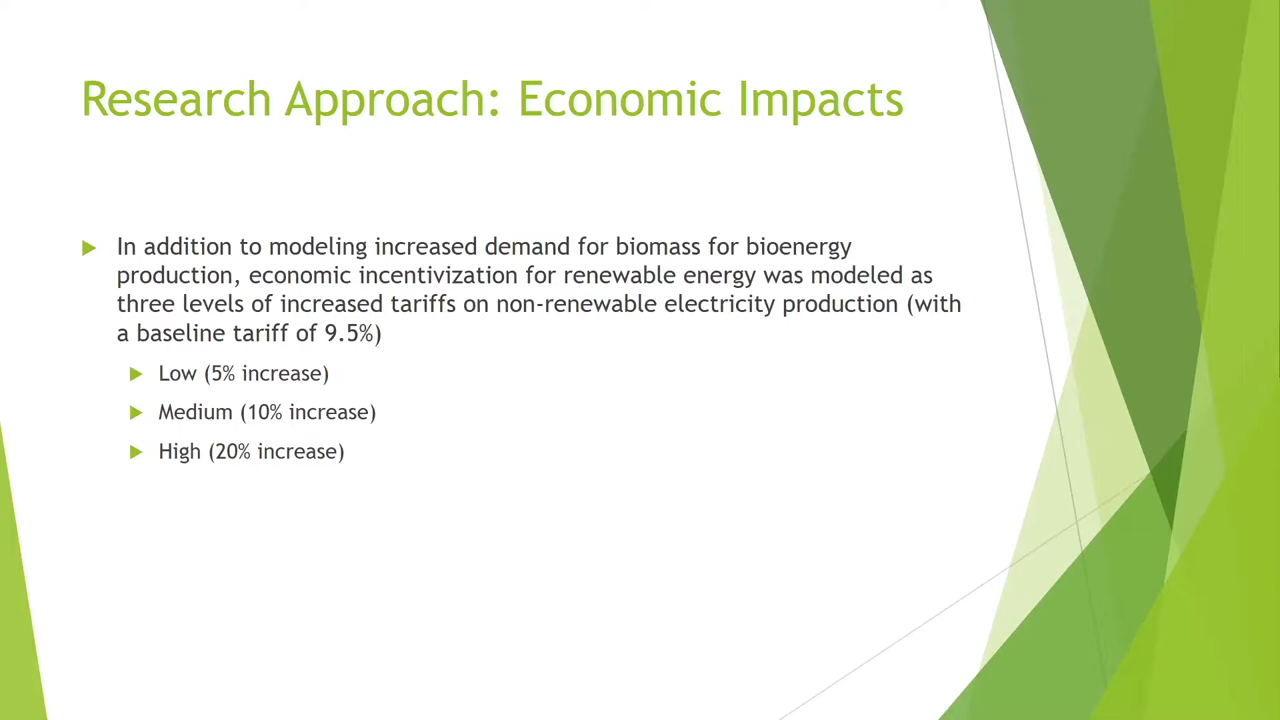 Research Approach: Economic Impacts
In addition to modeling increased demand for biomass for bioenergy
production, economic incentivization for renewable energy was modeled as
three levels of increased tariffs on non-renewable electricity production (with
a baseline tariff of 9.5%)
Low (5% increase)
Medium (10% increase)
High (20% increase)